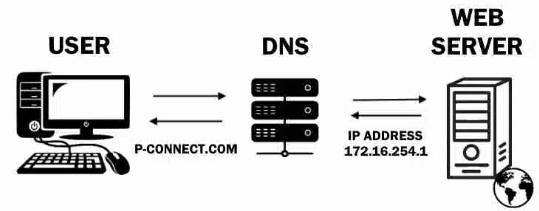 USER
DNS
WEB
SERVER
P-CONNECT.COM
IP ADDRESS
172.16.254.1